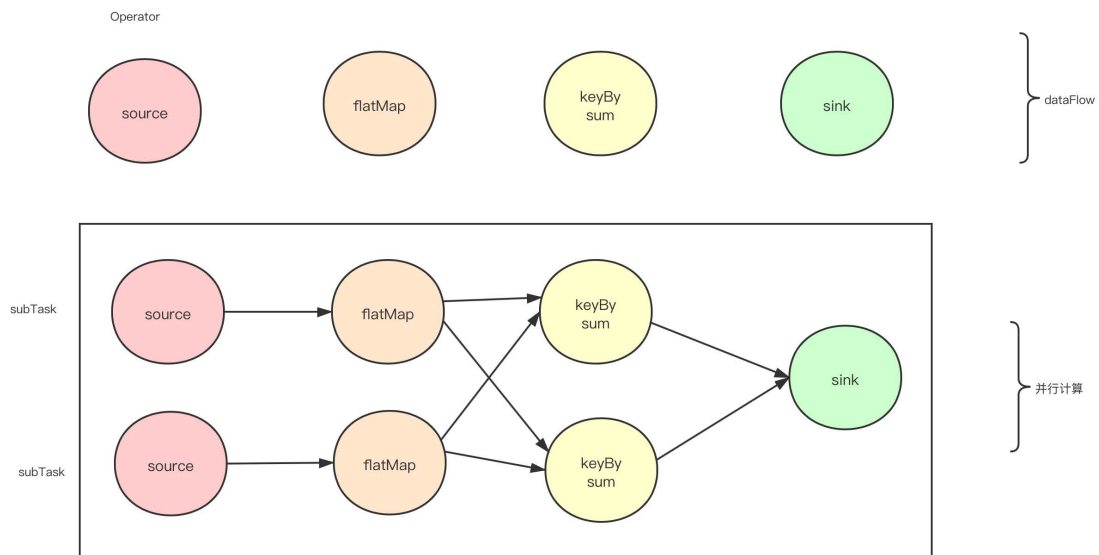 Operator
source
flatMap
keyBy
sum
sink
dataFlow
subTask
source
flatMap
keyBy
sum
sink
并行计算
subTask
source
flatMap
keyBy
sum